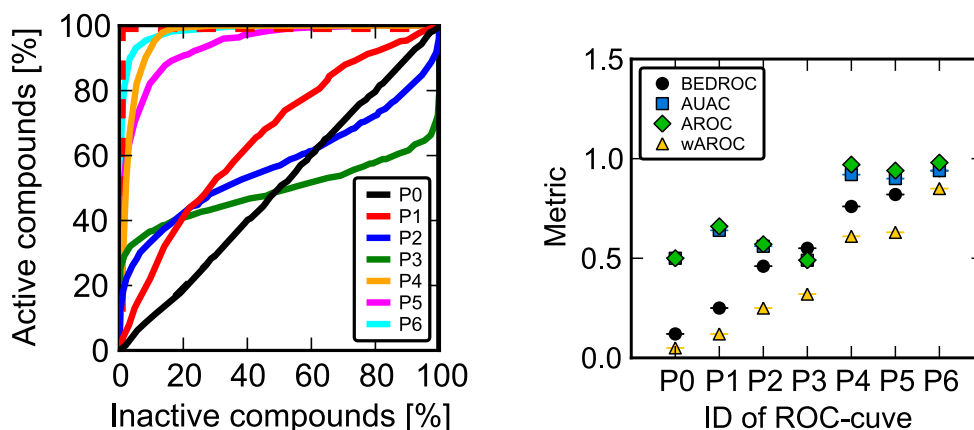 Active compounds [%]
100
80
60
40
20
0
0 20 40 60 80 100
Inactive compounds [%]
P0
P1
P2
P3
P4
P5
P6
Metric
1.5
1.0
0.5
0.0
BEDROC
AUAC
AROC
wAROC
P0 P1 P2 P3 P4 P5 P6
ID of ROC-cuve